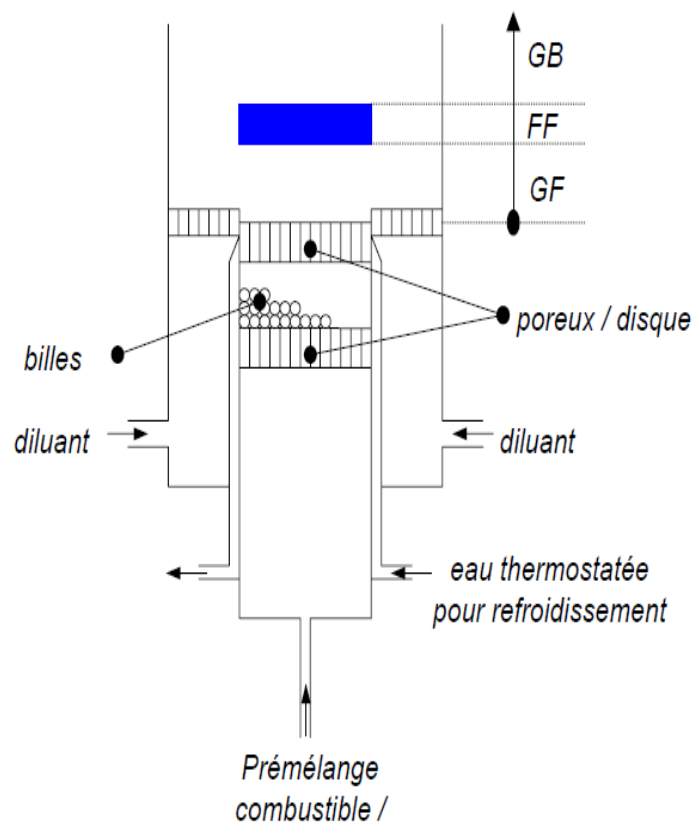 GB
FF
GF
poreux / disque
billes
diluant
diluant
eau thermostatée
pour refroidissement
Prémélange
combustible /